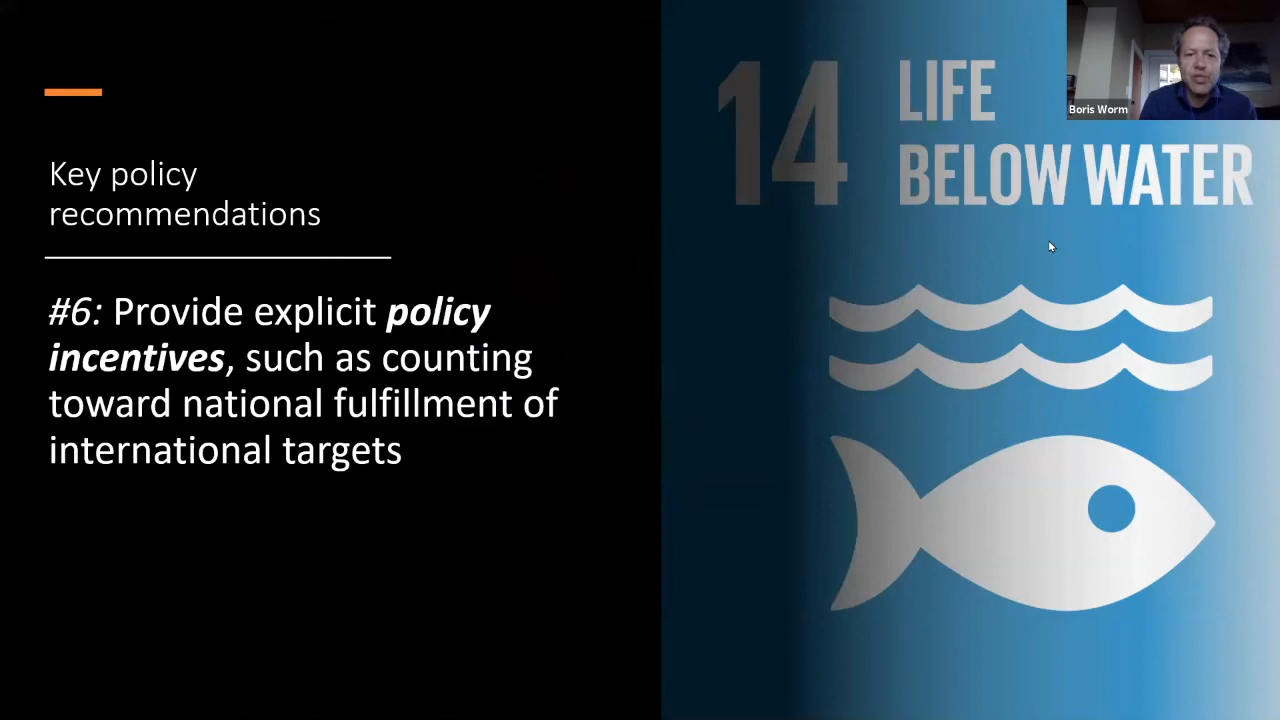 Key policy
recommendations
#6: Provide explicit policy
incentives, such as counting
toward national fulfillment of
international targets
14 LIFE
BELOW WATER
Boris Worm